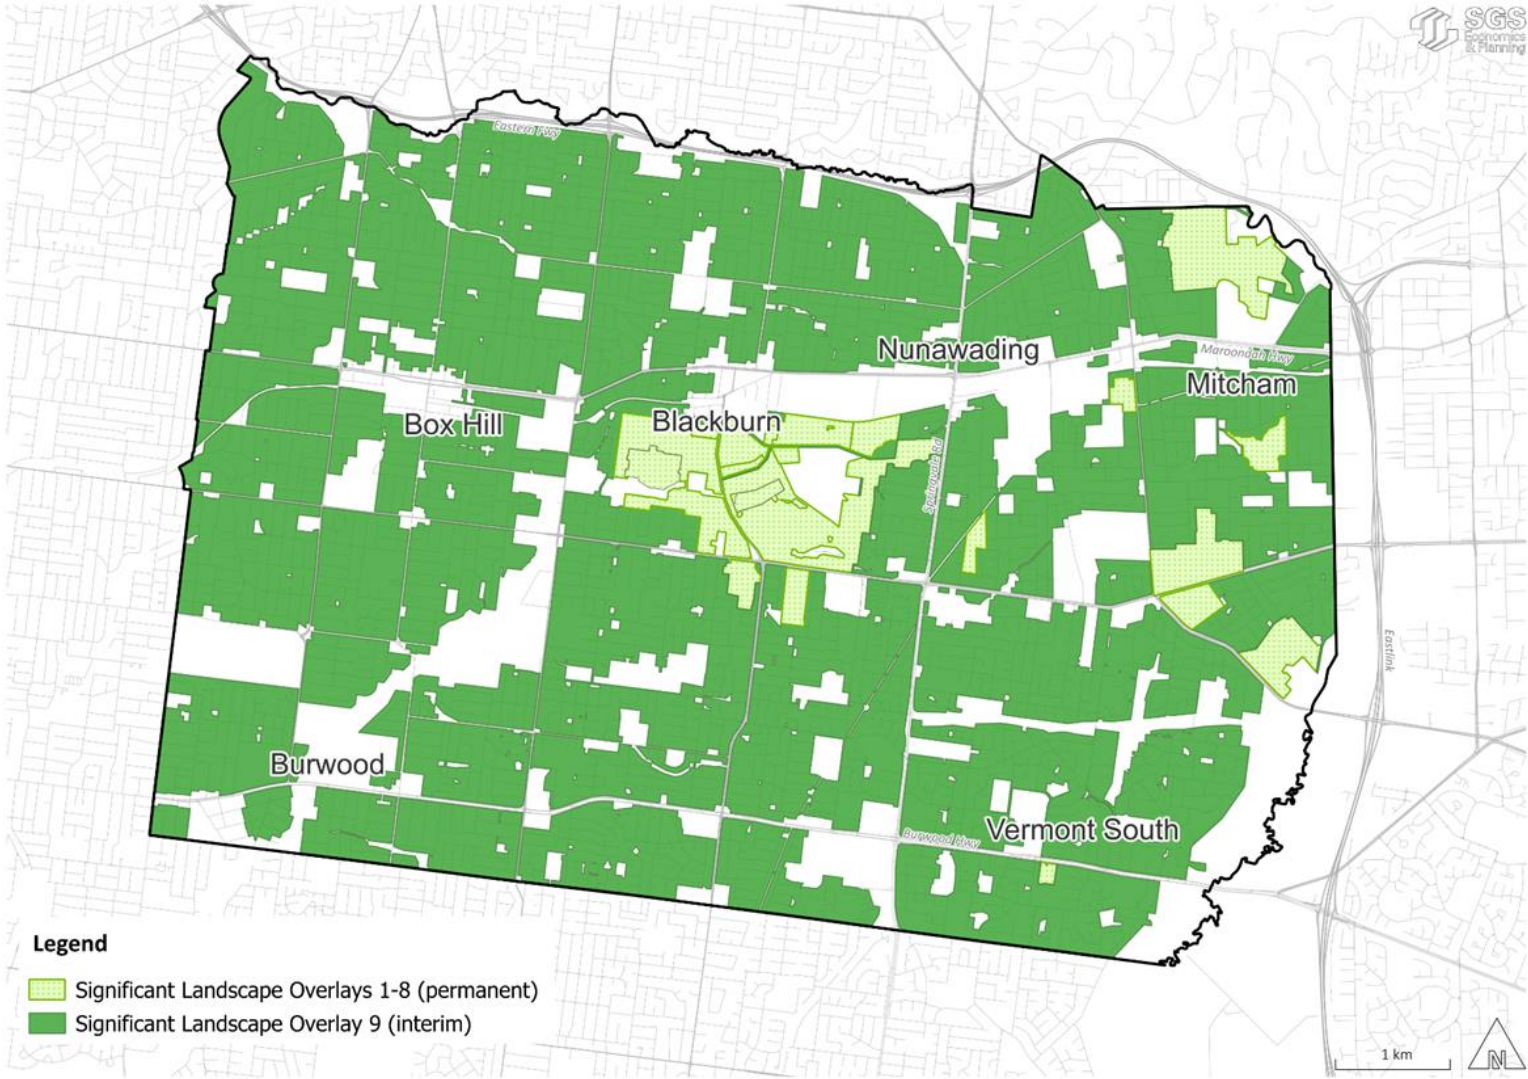 SGS
Economics
& Planning
Eastern Fwy
Nunawading
Maroondah Hwy
Mitcham
Box Hill
Blackburn
Springvale Rd
Eastlink
Burwood
Vermont South
Burwood Hwy
Legend
Significant Landscape Overlays 1-8 (permanent)
Significant Landscape Overlay 9 (interim)
1 km
N